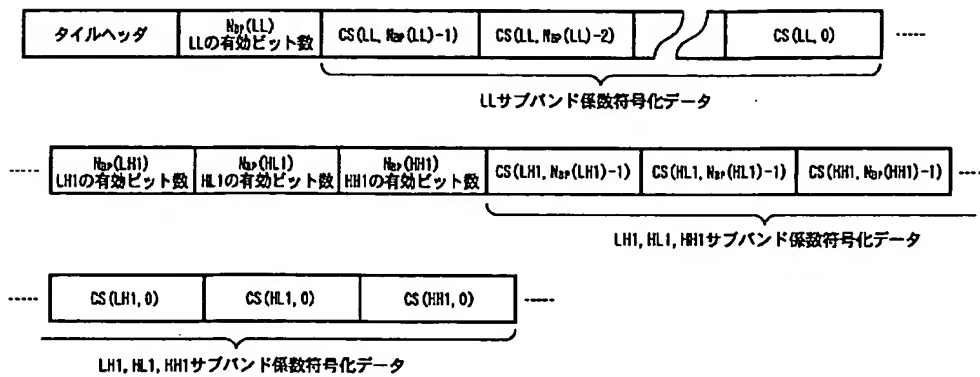 タイルヘッダ
N_BP(LL)
LLの有効ビット数
CS(LL, N_BP(LL)-1)
CS(LL, N_BP(LL)-2)
CS(LL, 0)
LLサブバンド係数符号化データ
N_BP(LH1)
LH1の有効ビット数
N_BP(HL1)
HL1の有効ビット数
N_BP(HH1)
HH1の有効ビット数
CS(LH1, N_BP(LH1)-1)
CS(HL1, N_BP(HL1)-1)
CS(HH1, N_BP(HH1)-1)
LH1, HL1, HH1サブバンド係数符号化データ
CS(LH1, 0)
CS(HL1, 0)
CS(HH1, 0)
LH1, HL1, HH1サブバンド係数符号化データ